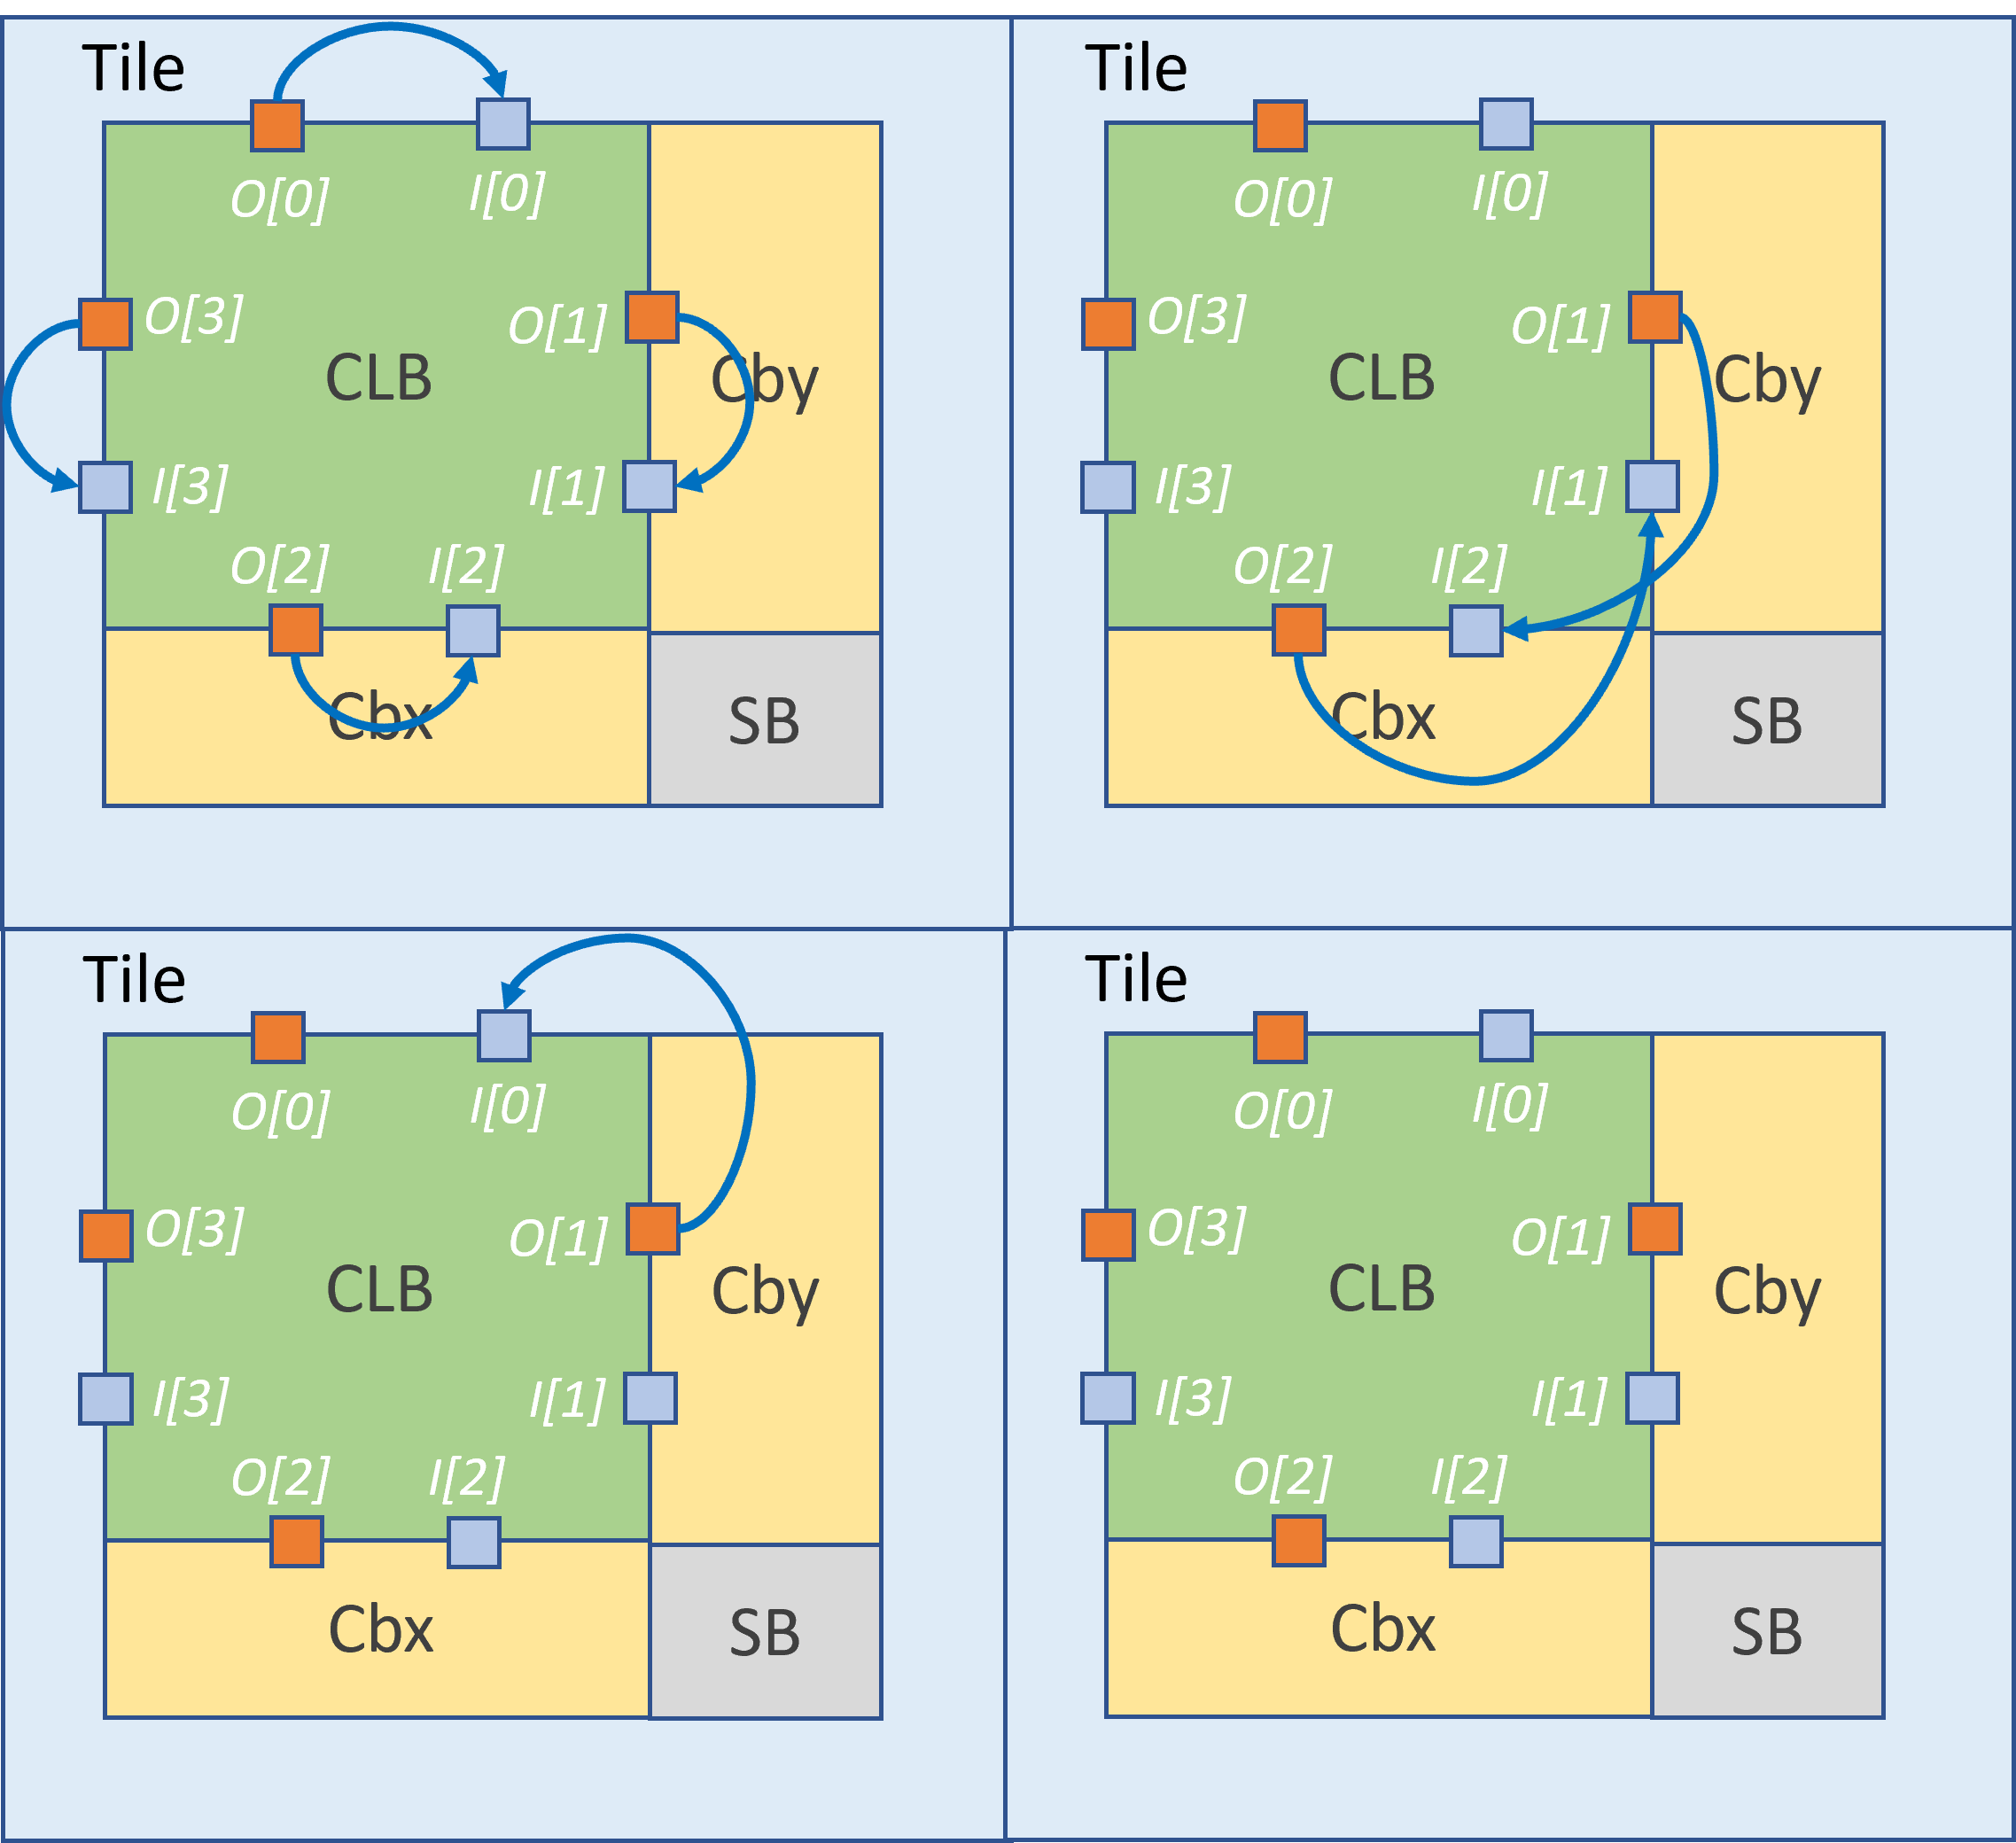 Tile
O[0]
I[0]
O[3]
O[1]
CLB
Cby
I[3]
I[1]
O[2]
I[2]
Cbx
SB
Tile
O[0]
I[0]
O[3]
O[1]
CLB
Cby
I[3]
I[1]
O[2]
I[2]
Cbx
SB
Tile
O[0]
I[0]
O[3]
O[1]
CLB
Cby
I[3]
I[1]
O[2]
I[2]
Cbx
SB
Tile
O[0]
I[0]
O[3]
O[1]
CLB
Cby
I[3]
I[1]
O[2]
I[2]
Cbx
SB